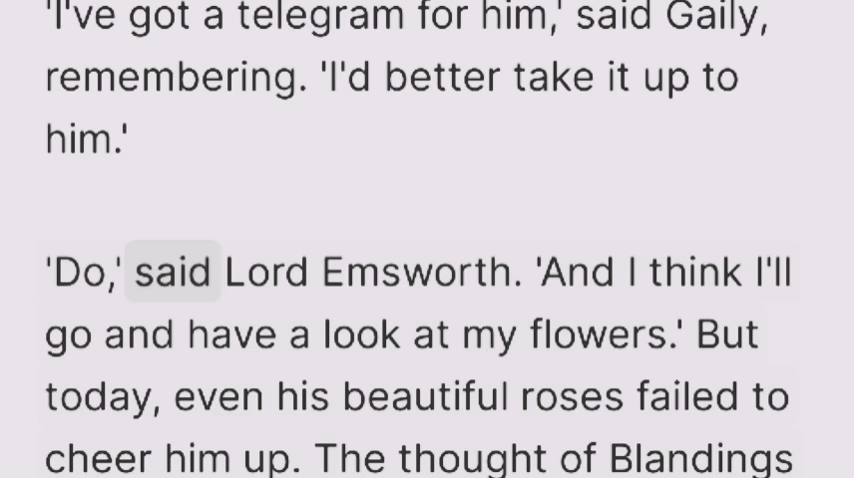 'I've got a telegram for him,' said Gaily,
remembering. 'I'd better take it up to
him.'
'Do,' said Lord Emsworth. 'And I think I'll
go and have a look at my flowers.' But
today, even his beautiful roses failed to
cheer him up. The thought of Blandings